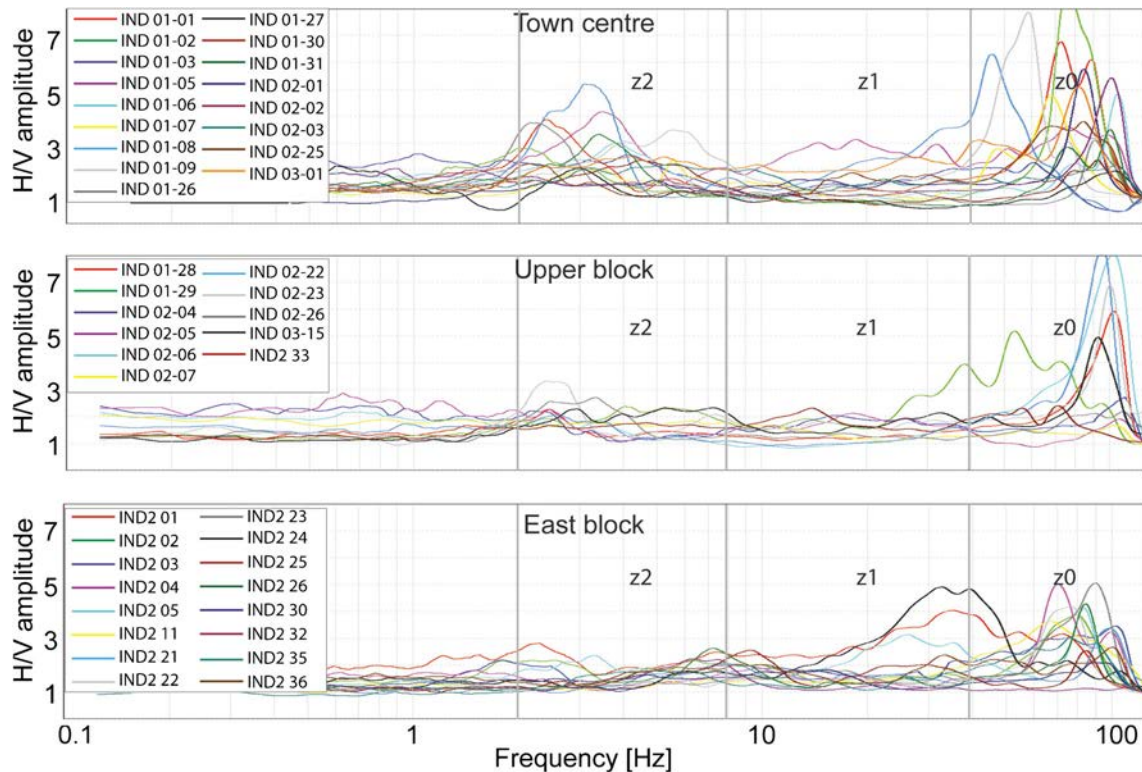 Town centre
H/V amplitude
7
5
3
1
IND 01-01 IND 01-27
IND 01-02 IND 01-30
IND 01-03 IND 01-31
IND 01-05 IND 02-01
IND 01-06 IND 02-02
IND 01-07 IND 02-03
IND 01-08 IND 02-25
IND 01-09 IND 03-01
IND 01-26
z2 z1 z0
Upper block
H/V amplitude
7
5
3
1
IND 01-28 IND 02-22
IND 01-29 IND 02-23
IND 02-04 IND 02-26
IND 02-05 IND 03-15
IND 02-06 IND2 33
IND 02-07
z2 z1 z0
East block
H/V amplitude
7
5
3
1
IND2 01 IND2 23
IND2 02 IND2 24
IND2 03 IND2 25
IND2 04 IND2 26
IND2 05 IND2 30
IND2 11 IND2 32
IND2 21 IND2 35
IND2 22 IND2 36
z2 z1 z0
0.1 1 10 100
Frequency [Hz]